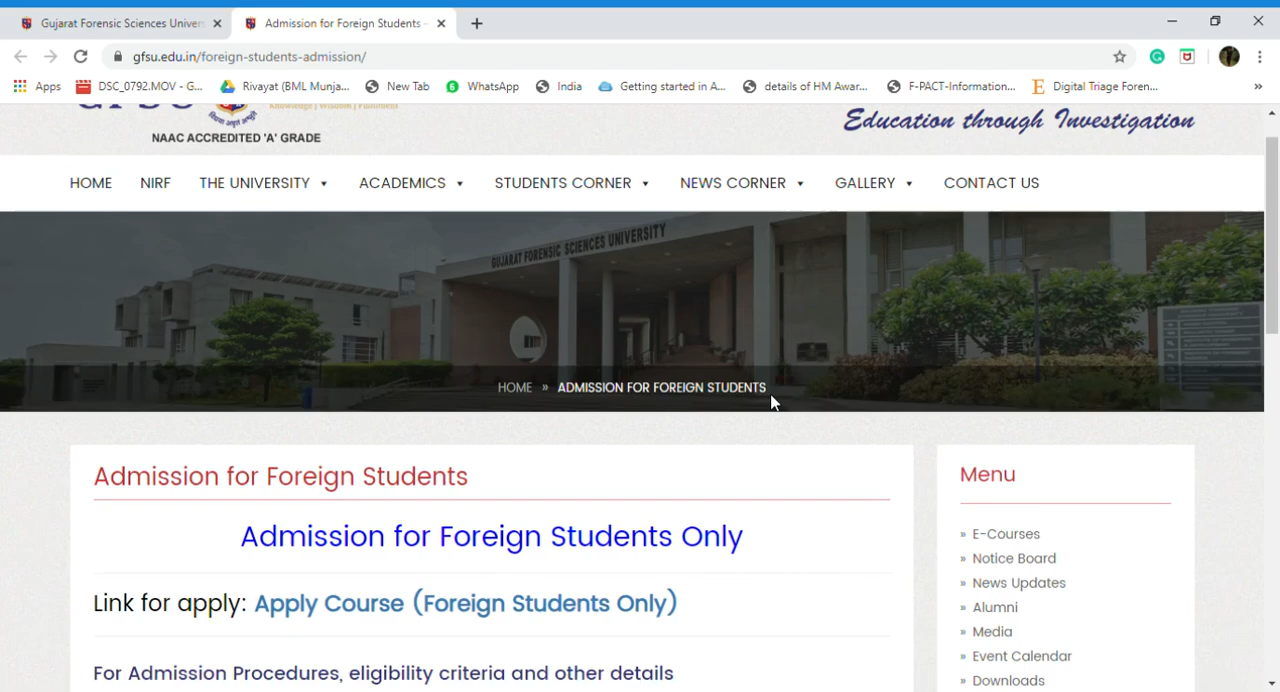 Gujarat Forensic Sciences Univer
Admission for Foreign Students -
gfsu.edu.in/foreign-students-admission/
Apps DSC_0792.MOV - G... Rivayat (BML Munja... New Tab WhatsApp India Getting started in A... details of HM Awar... F-PACT-Information... Digital Triage Foren... »
Knowledge | Wisdom | Fulfilment
NAAC ACCREDITED 'A' GRADE
Education through Investigation
HOME NIRF THE UNIVERSITY ACADEMICS STUDENTS CORNER NEWS CORNER GALLERY CONTACT US
GUJARAT FORENSIC SCIENCES UNIVERSITY
HOME » ADMISSION FOR FOREIGN STUDENTS
Admission for Foreign Students
Admission for Foreign Students Only
Link for apply: Apply Course (Foreign Students Only)
For Admission Procedures, eligibility criteria and other details
Menu
» E-Courses
» Notice Board
» News Updates
» Alumni
» Media
» Event Calendar
» Downloads